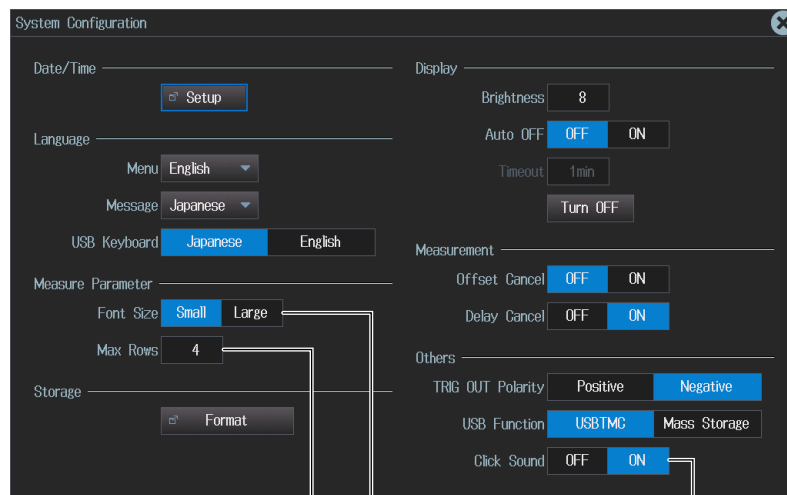 System Configuration
Date/Time
Setup
Language
Menu English
Message Japanese
USB Keyboard Japanese English
Measure Parameter
Font Size Small Large
Max Rows 4
Storage
Format
Display
Brightness 8
Auto OFF OFF ON
Timeout 1min
Turn OFF
Measurement
Offset Cancel OFF ON
Delay Cancel OFF ON
Others
TRIG OUT Polarity Positive Negative
USB Function USBTMC Mass Storage
Click Sound OFF ON